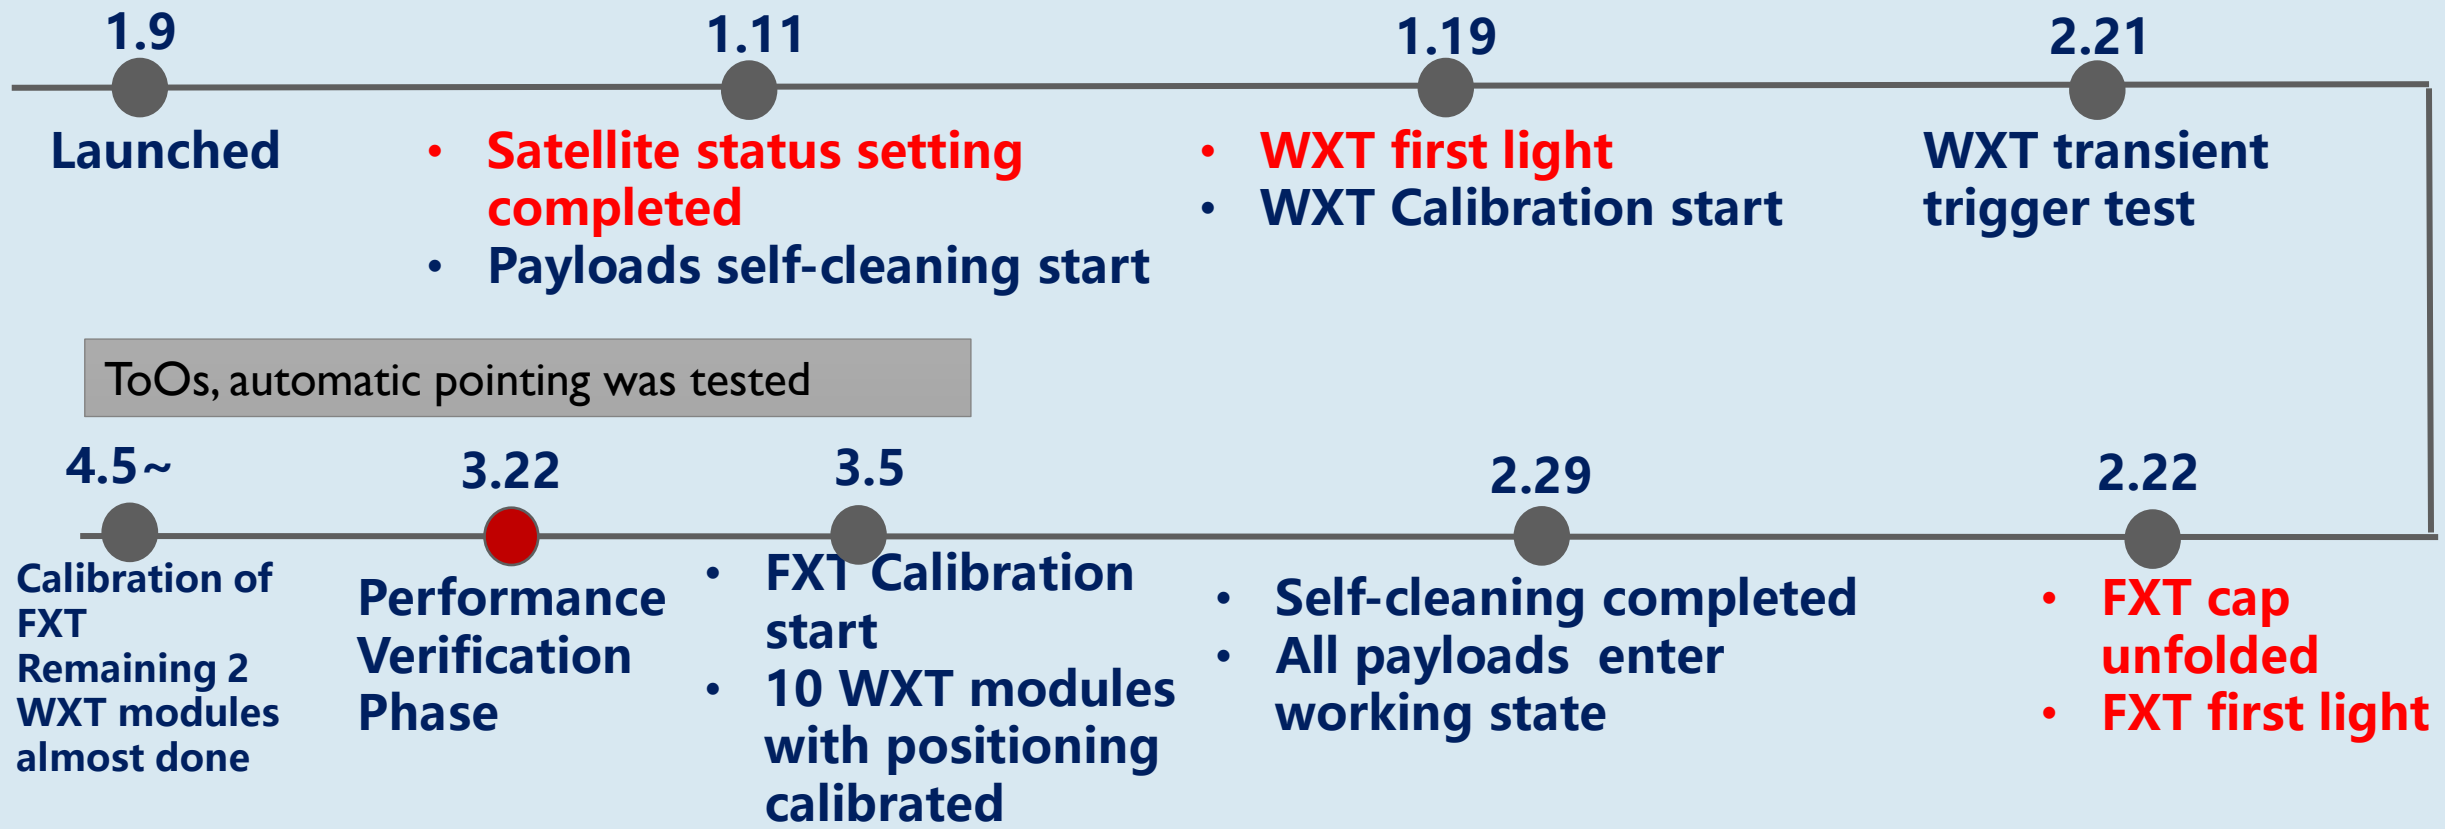 1.9
Launched
1.11
• Satellite status setting
completed
• Payloads self-cleaning start
1.19
• WXT first light
• WXT Calibration start
2.21
WXT transient
trigger test
ToOs, automatic pointing was tested
4.5~
Calibration of
FXT
Remaining 2
WXT modules
almost done
3.22
Performance
Verification
Phase
3.5
• FXT Calibration
start
• 10 WXT modules
with positioning
calibrated
2.29
• Self-cleaning completed
• All payloads enter
working state
2.22
• FXT cap
unfolded
• FXT first light